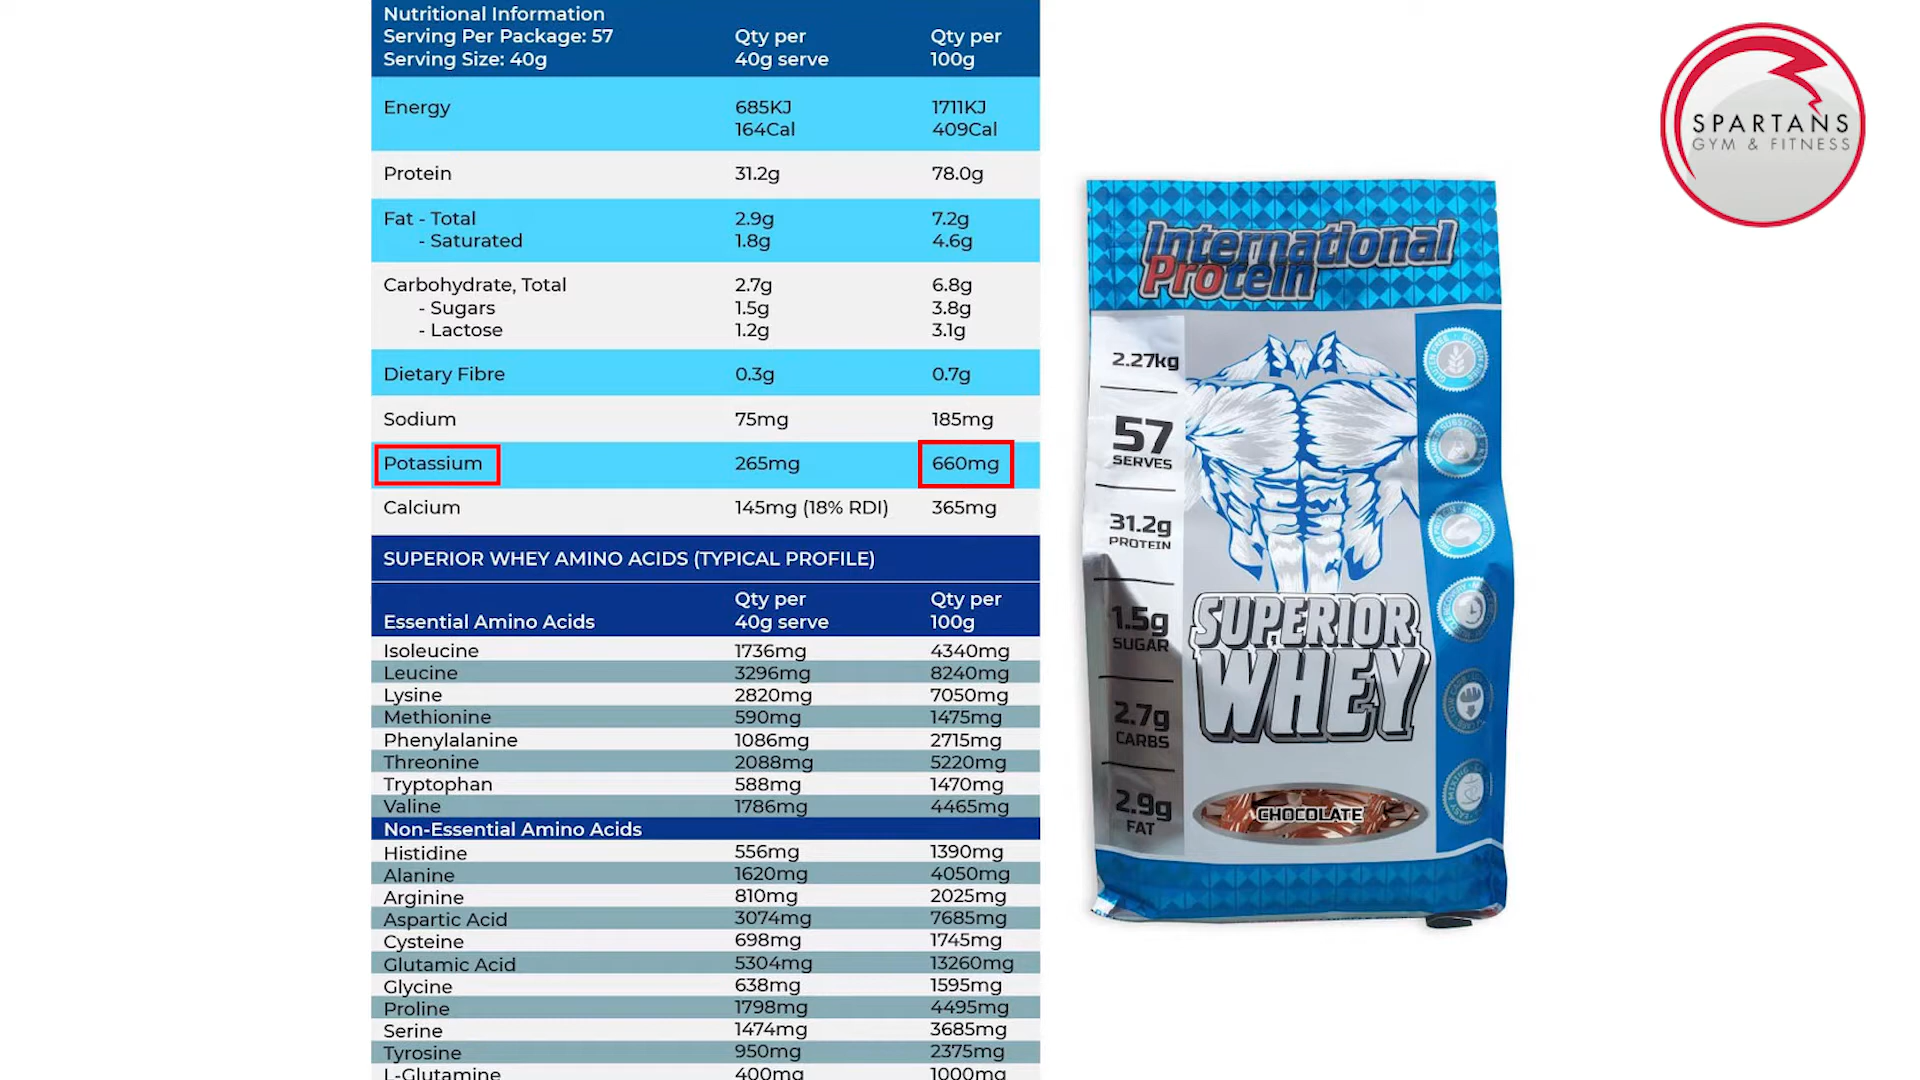 Nutritional Information
Serving Per Package: 57 Qty per Qty per
Serving Size: 40g 40g serve 100g
Energy 685KJ 1711KJ
164Cal 409Cal
Protein 31.2g 78.0g
Fat - Total 2.9g 7.2g
- Saturated 1.8g 4.6g
Carbohydrate, Total 2.7g 6.8g
- Sugars 1.5g 3.8g
- Lactose 1.2g 3.1g
Dietary Fibre 0.3g 0.7g
Sodium 75mg 185mg
Potassium 265mg 660mg
Calcium 145mg (18% RDI) 365mg
SUPERIOR WHEY AMINO ACIDS (TYPICAL PROFILE)
Qty per Qty per
Essential Amino Acids 40g serve 100g
Isoleucine 1736mg 4340mg
Leucine 3296mg 8240mg
Lysine 2820mg 7050mg
Methionine 590mg 1475mg
Phenylalanine 1086mg 2715mg
Threonine 2088mg 5220mg
Tryptophan 588mg 1470mg
Valine 1786mg 4465mg
Non-Essential Amino Acids
Histidine 556mg 1390mg
Alanine 1620mg 4050mg
Arginine 810mg 2025mg
Aspartic Acid 3074mg 7685mg
Cysteine 698mg 1745mg
Glutamic Acid 5304mg 13260mg
Glycine 638mg 1595mg
Proline 1798mg 4495mg
Serine 1474mg 3685mg
Tyrosine 950mg 2375mg
L-Glutamine 400mg 1000mg
International
Protein
2.27kg
57
SERVES
31.2g
PROTEIN
1.5g
SUGAR
2.7g
CARBS
2.9g
FAT
SUPERIOR
WHEY
CHOCOLATE
GLUTEN FREE
SPARTANS
GYM & FITNESS